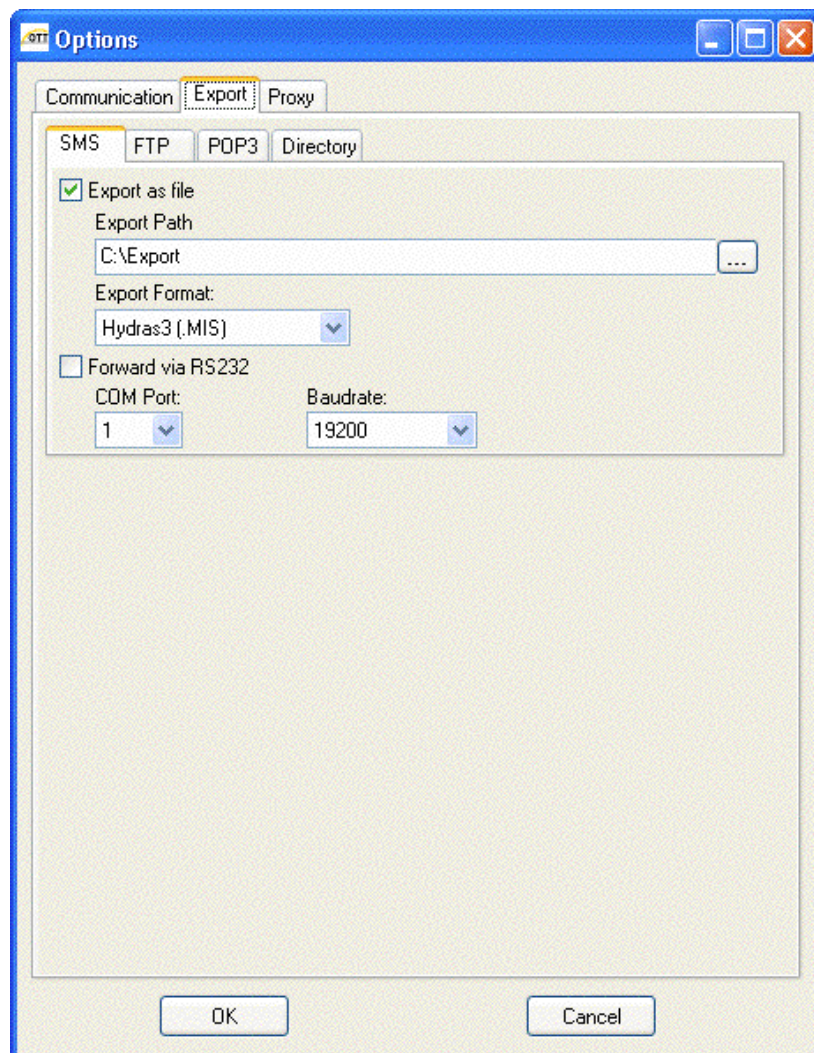 OTT Options
Communication Export Proxy
SMS FTP POP3 Directory
Export as file
Export Path
C:\Export ...
Export Format:
Hydras3 (.MIS)
Forward via RS232
COM Port: Baudrate:
1 19200
OK Cancel